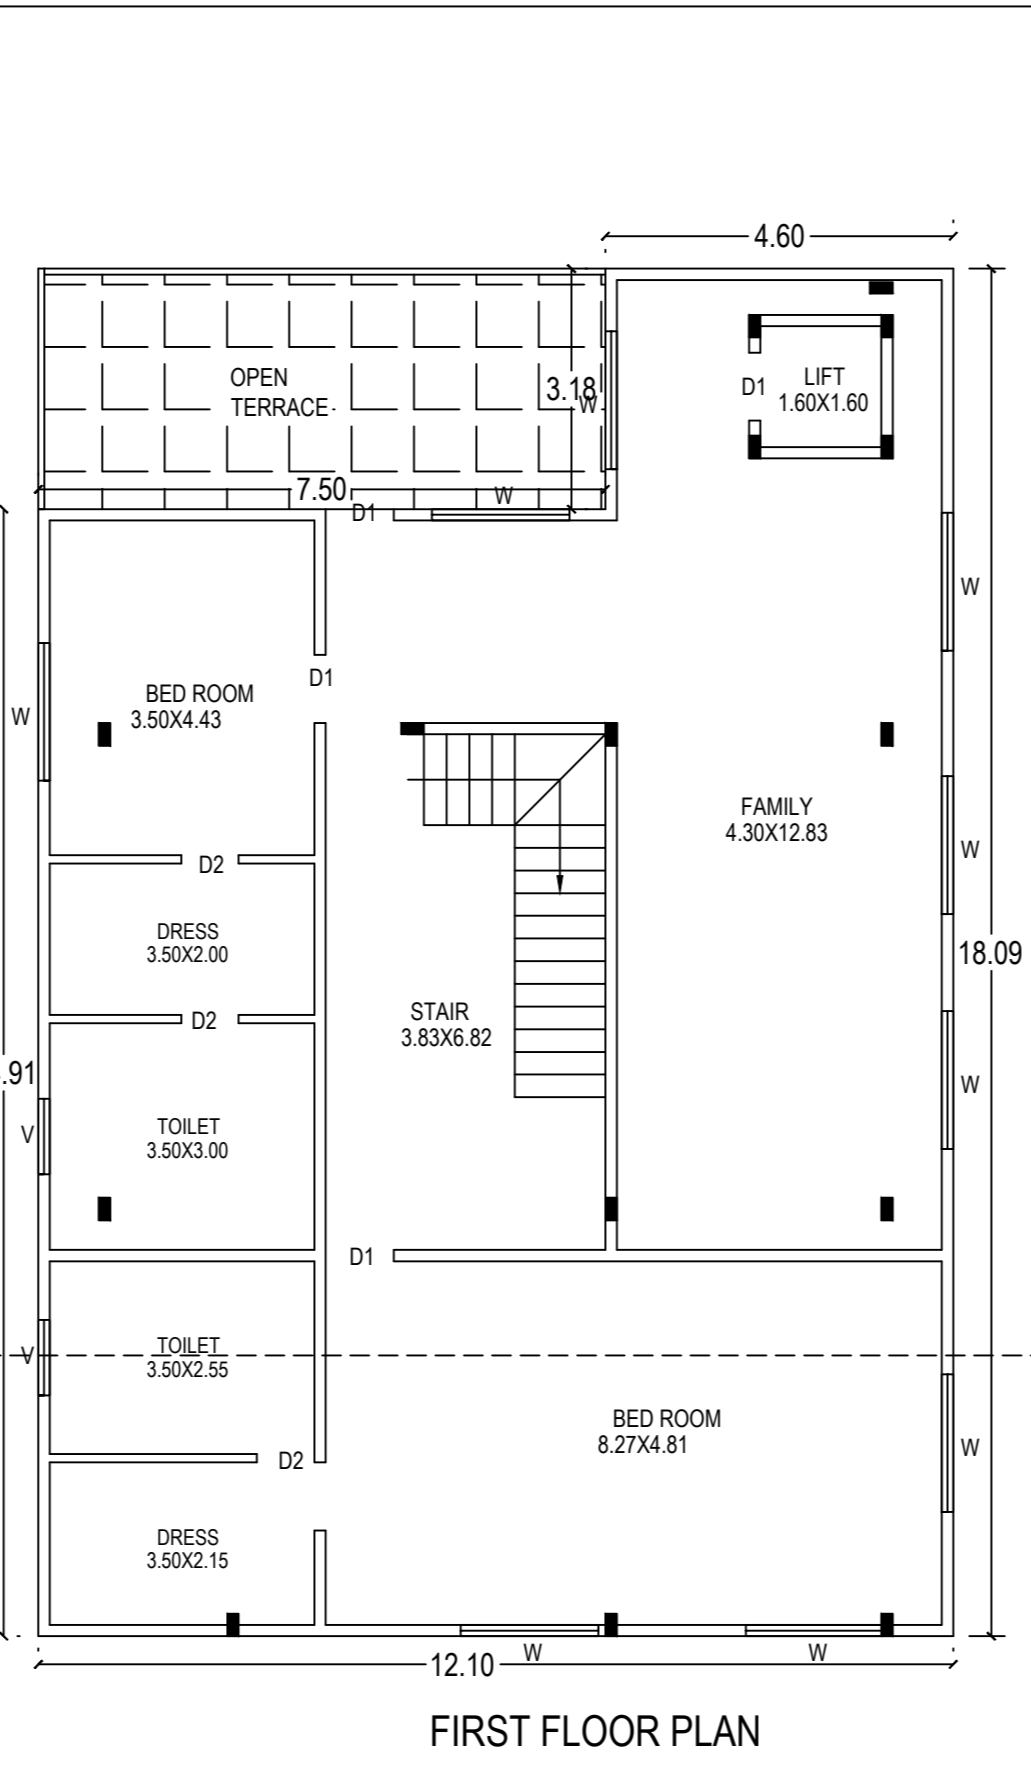 4.60
OPEN
TERRACE
3.18
W
D1
LIFT
1.60X1.60
7.50
W
D1
W
D1
BED ROOM
3.50X4.43
W
FAMILY
4.30X12.83
W
D2
DRESS
3.50X2.00
18.09
STAIR
3.83X6.82
D2
.91
W
TOILET
3.50X3.00
V
D1
TOILET
3.50X2.55
V
BED ROOM
8.27X4.81
W
D2
DRESS
3.50X2.15
12.10
W
W
FIRST FLOOR PLAN